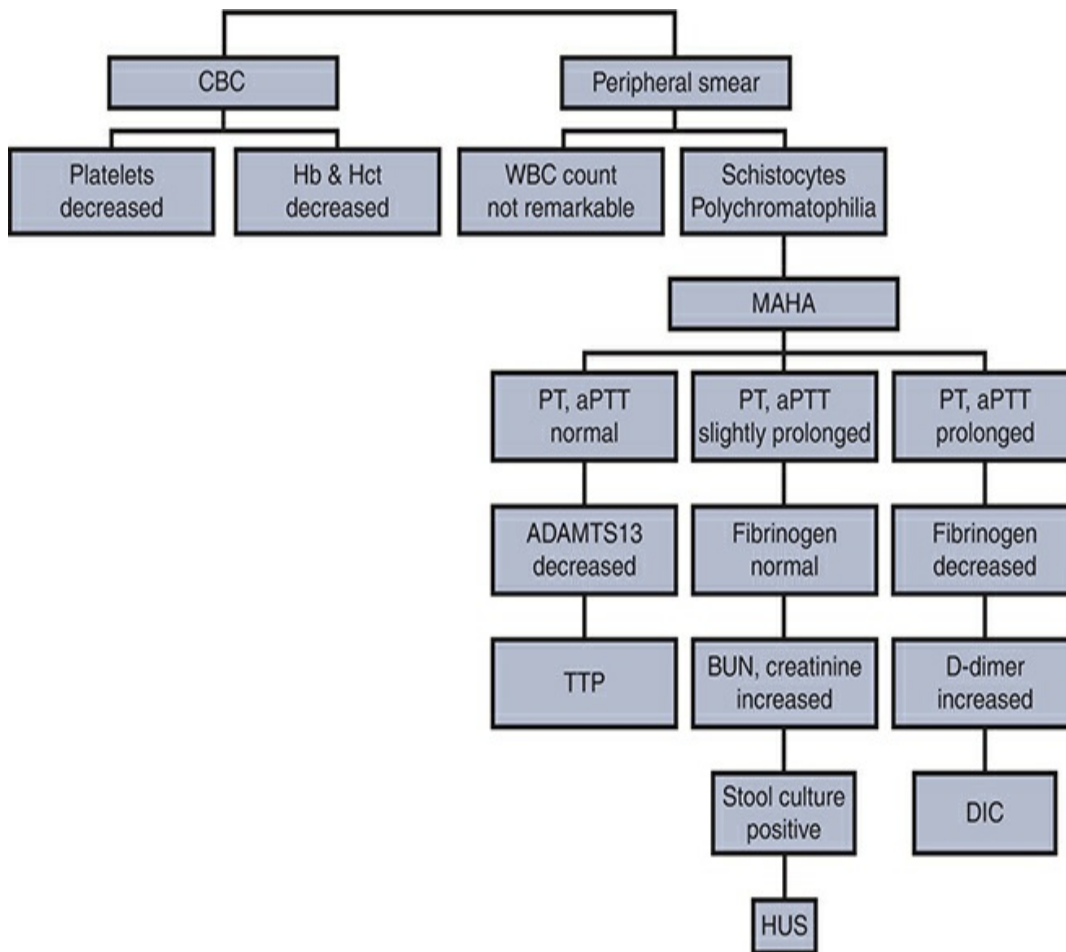 CBC
Peripheral smear
Platelets
decreased
Hb & Hct
decreased
WBC count
not remarkable
Schistocytes
Polychromatophilia
MAHA
PT, aPTT
normal
PT, aPTT
slightly prolonged
PT, aPTT
prolonged
ADAMTS13
decreased
Fibrinogen
normal
Fibrinogen
decreased
TTP
BUN, creatinine
increased
D-dimer
increased
Stool culture
positive
DIC
HUS